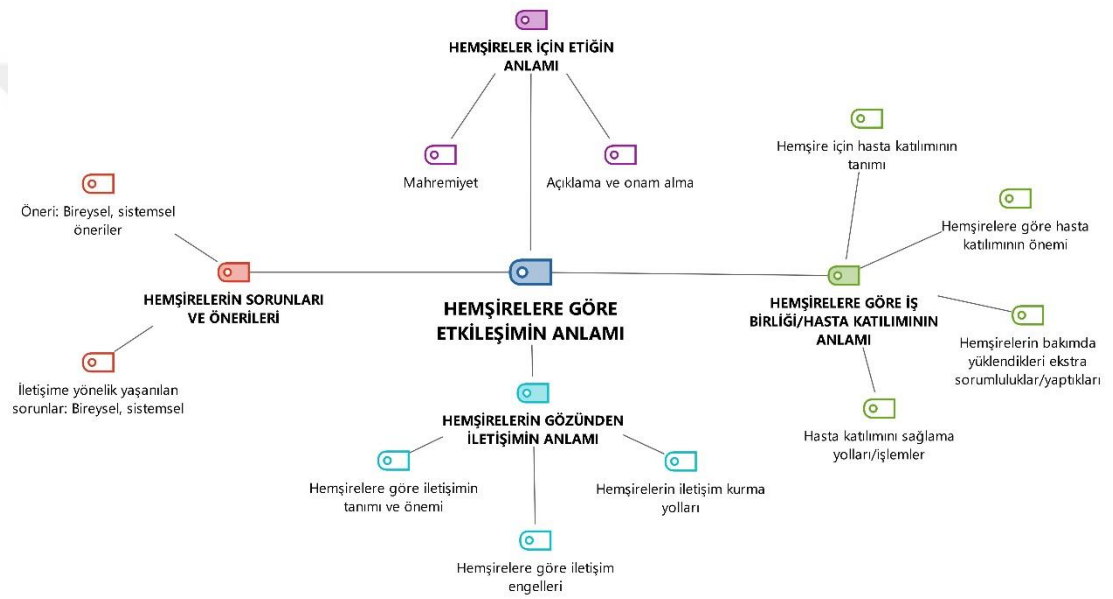 HEMŞİRELER İÇİN ETİĞİN
ANLAMI
Mahremiyet
Açıklama ve onam alma
Hemşire için hasta katılımının
tanımı
Öneri: Bireysel, sistemsel
öneriler
Hemşirelere göre hasta
katılımının önemi
HEMŞİRELERİN SORUNLARI
VE ÖNERİLERİ
HEMŞİRELERE GÖRE
ETKİLEŞİMİN ANLAMI
HEMŞİRELERE GÖRE İŞ
BİRLİĞİ/HASTA KATILIMININ
ANLAMI
Hemşirelerin bakımda
yüklendikleri ekstra
sorumluluklar/yaptıkları
İletişime yönelik yaşanılan
sorunlar: Bireysel, sistemsel
HEMŞİRELERİN GÖZÜNDEN
İLETİŞİMİN ANLAMI
Hasta katılımını sağlama
yolları/işlemler
Hemşirelere göre iletişimin
tanımı ve önemi
Hemşirelerin iletişim kurma
yolları
Hemşirelere göre iletişim
engelleri